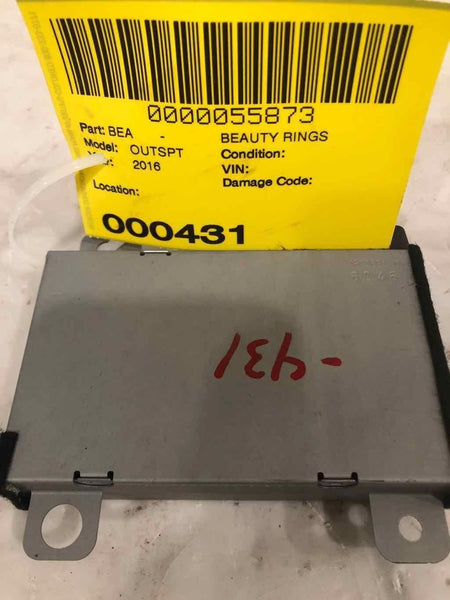 0000055873
Part: BEA - BEAUTY RINGS
Model: OUTSPT Condition:
2016 VIN:
Damage Code:
Location:
000431
-431